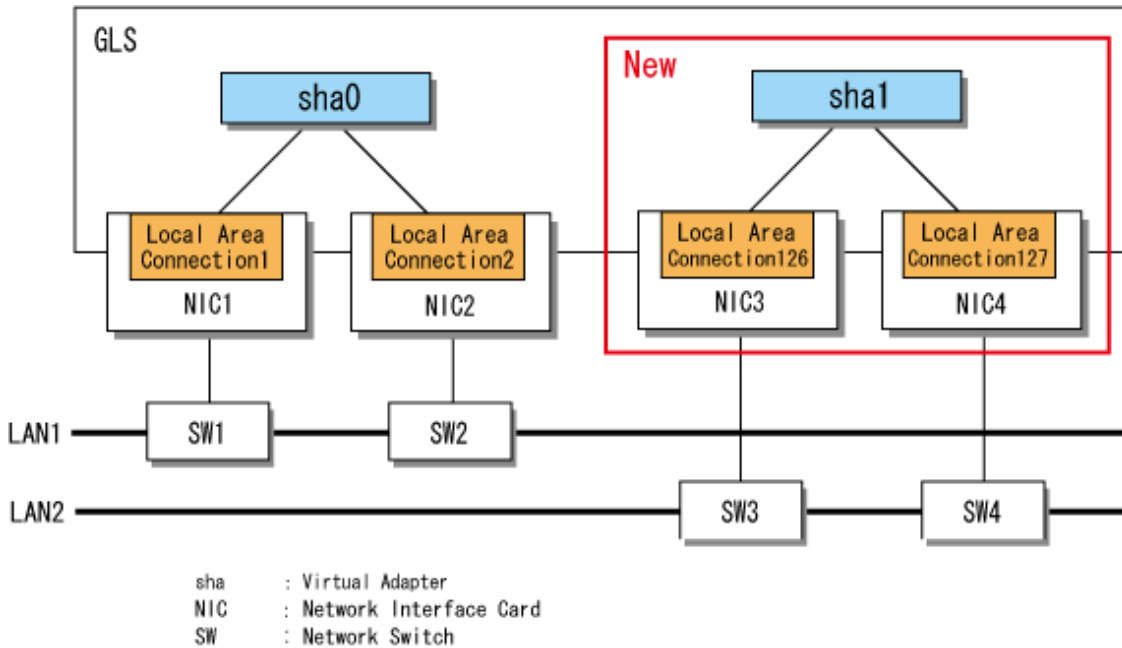 GLS
New
sha0
sha1
Local Area
Connection1
Local Area
Connection2
Local Area
Connection126
Local Area
Connection127
NIC1
NIC2
NIC3
NIC4
LAN1
SW1
SW2
LAN2
SW3
SW4
sha : Virtual Adapter
NIC : Network Interface Card
SW : Network Switch